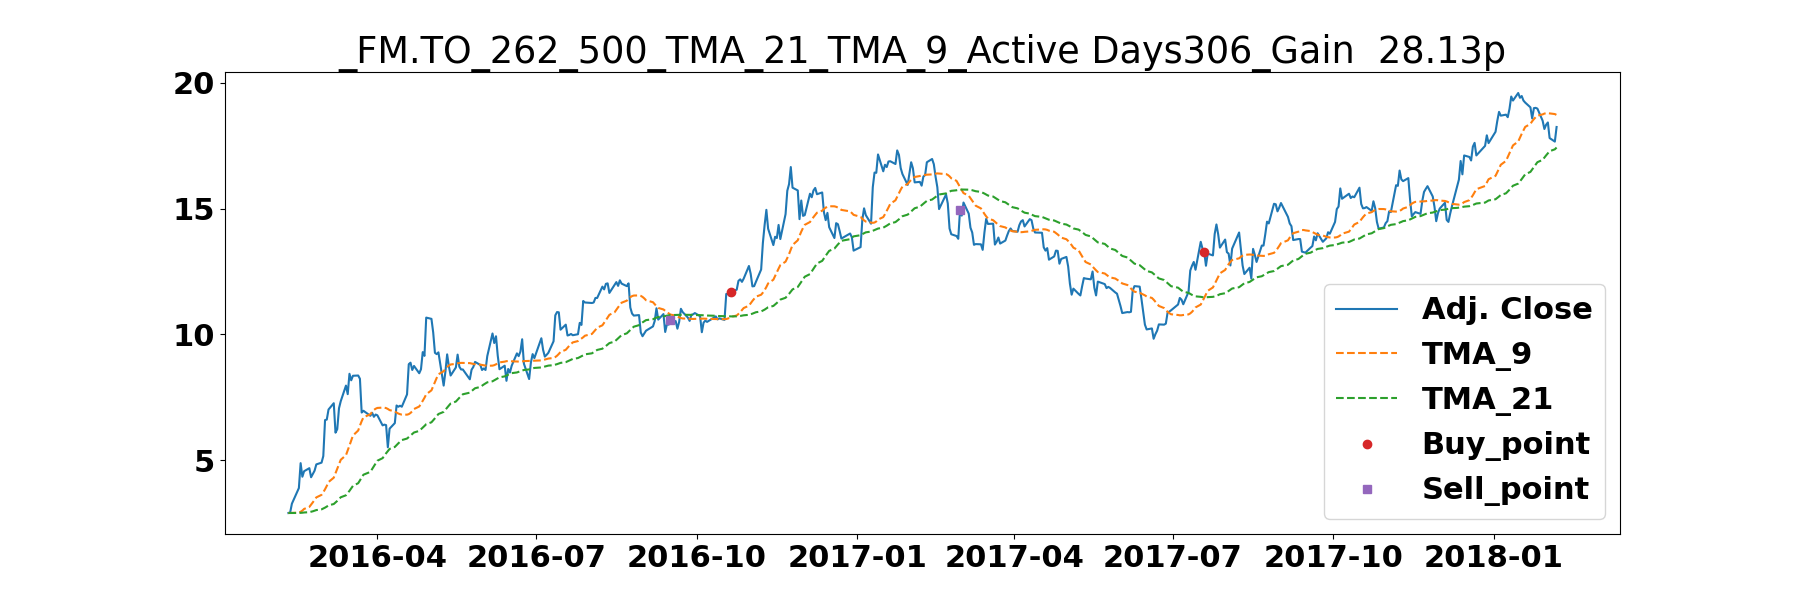 _FM.TO_262_500_TMA_21_TMA_9_Active Days306_Gain  28.13p
20
15
10
5
Adj. Close
TMA_9
TMA_21
Buy_point
Sell_point
2016-04 2016-07 2016-10 2017-01 2017-04 2017-07 2017-10 2018-01